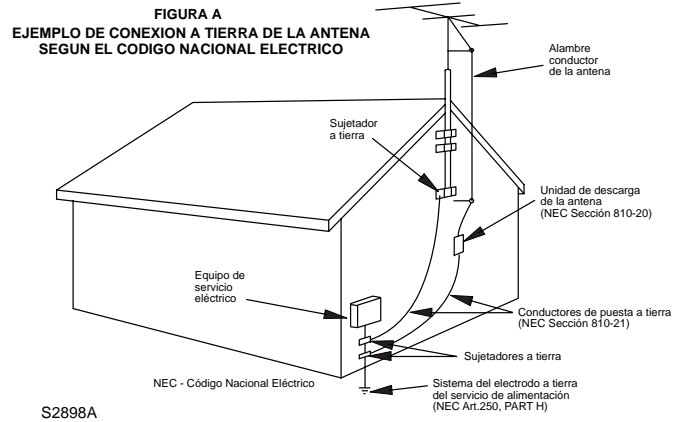 FIGURA A
EJEMPLO DE CONEXION A TIERRA DE LA ANTENA
SEGUN EL CODIGO NACIONAL ELECTRICO
Alambre
conductor
de la antena
Sujetador
a tierra
Unidad de descarga
de la antena
(NEC Sección 810-20)
Equipo de
servicio
eléctrico
Conductores de puesta a tierra
(NEC Sección 810-21)
Sujetadores a tierra
NEC - Código Nacional Eléctrico
Sistema del electrodo a tierra
del servicio de alimentación
(NEC Art.250, PART H)
S2898A